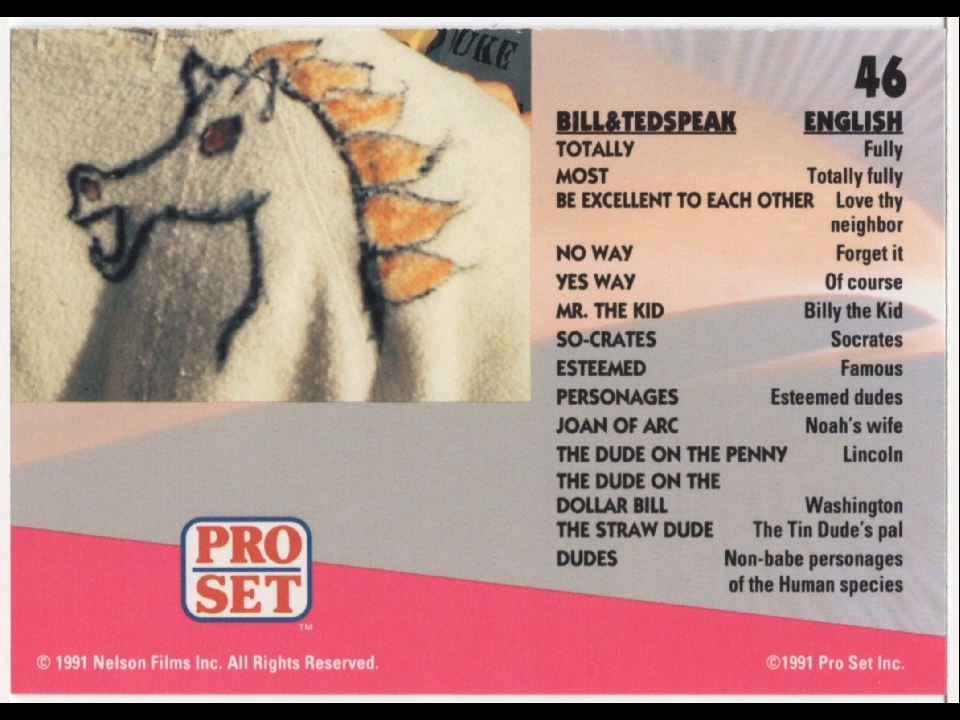 UKE
46
BILL&TEDSPEAK ENGLISH
TOTALLY Fully
MOST Totally fully
BE EXCELLENT TO EACH OTHER Love thy
neighbor
NO WAY Forget it
YES WAY Of course
MR. THE KID Billy the Kid
SO-CRATES Socrates
ESTEEMED Famous
PERSONAGES Esteemed dudes
JOAN OF ARC Noah's wife
THE DUDE ON THE PENNY Lincoln
THE DUDE ON THE
DOLLAR BILL Washington
THE STRAW DUDE The Tin Dude's pal
DUDES Non-babe personages
of the Human species
PRO
SET
TM
© 1991 Nelson Films Inc. All Rights Reserved. ©1991 Pro Set Inc.